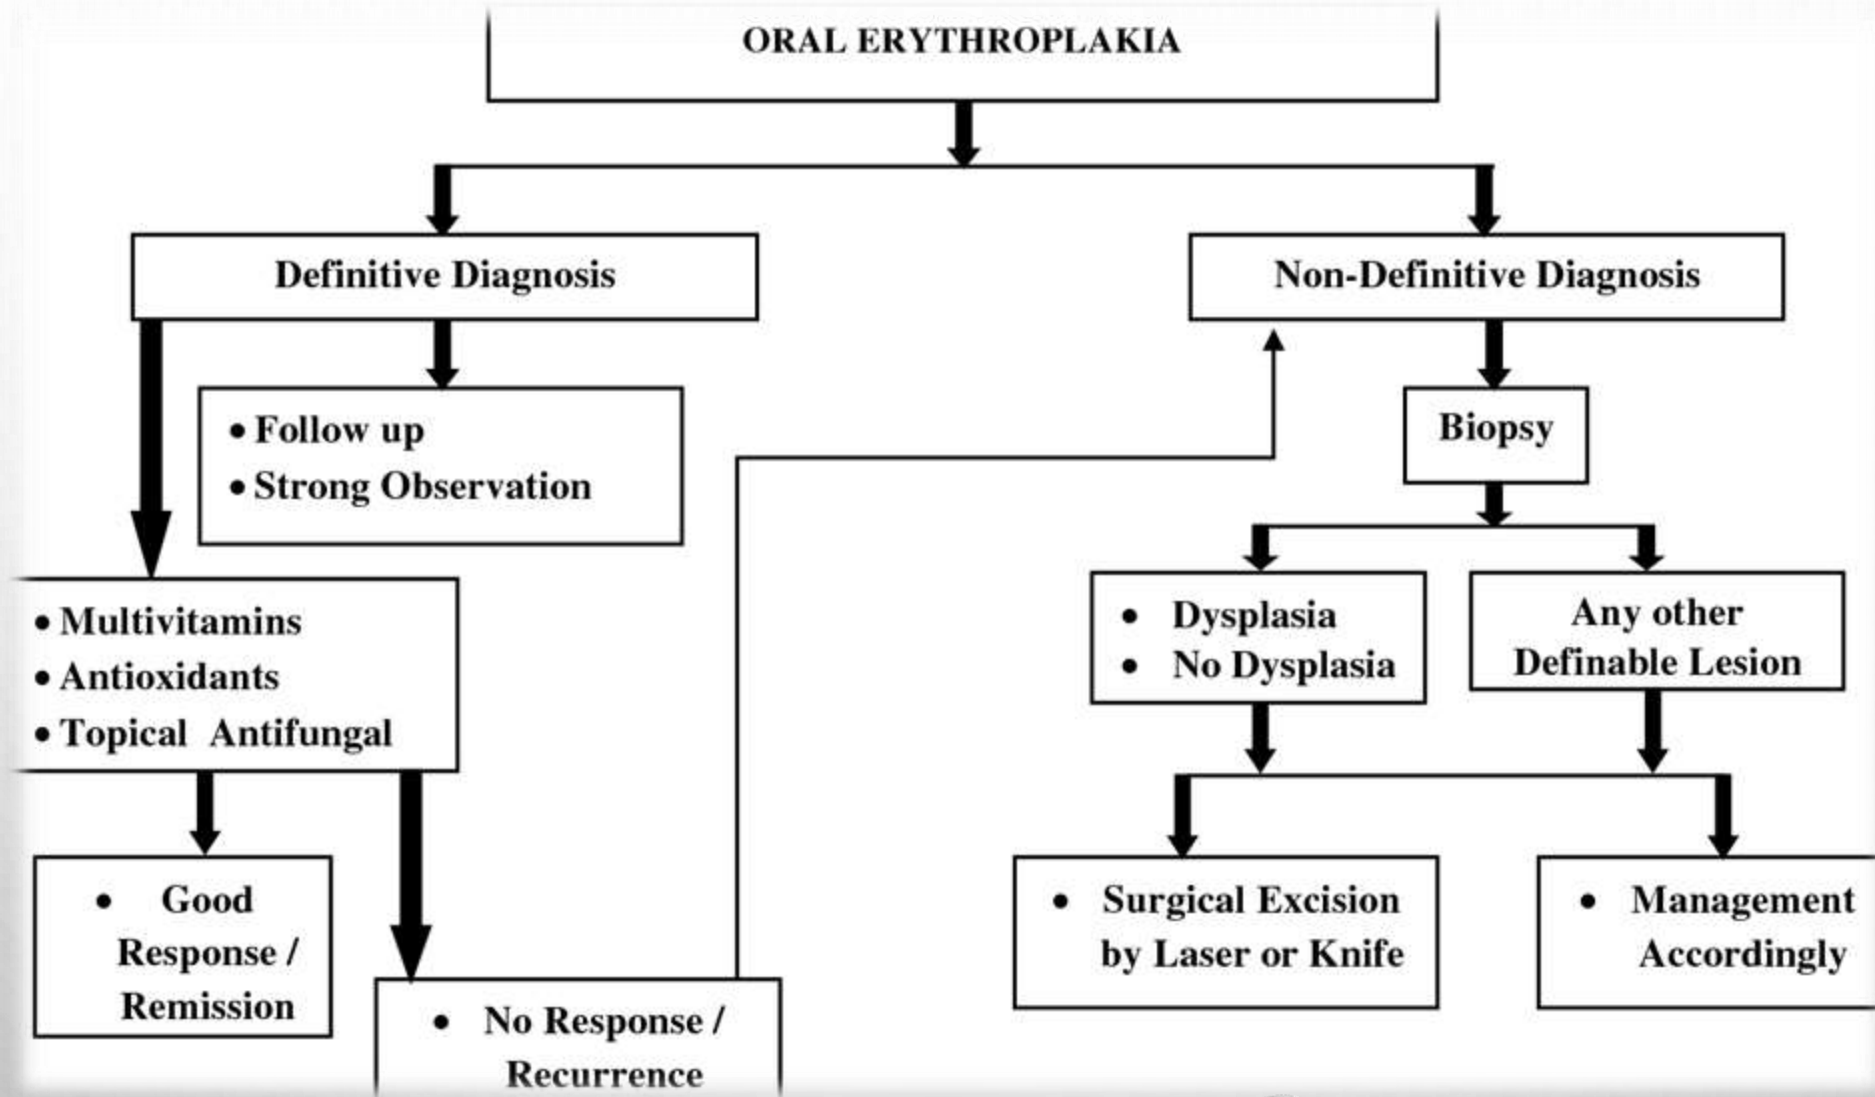 ORAL ERYTHROPLAKIA
Definitive Diagnosis
Non-Definitive Diagnosis
• Follow up
• Strong Observation
Biopsy
• Multivitamins
• Antioxidants
• Topical Antifungal
• Dysplasia
• No Dysplasia
Any other
Definable Lesion
• Good
Response /
Remission
• No Response /
Recurrence
• Surgical Excision
by Laser or Knife
• Management
Accordingly